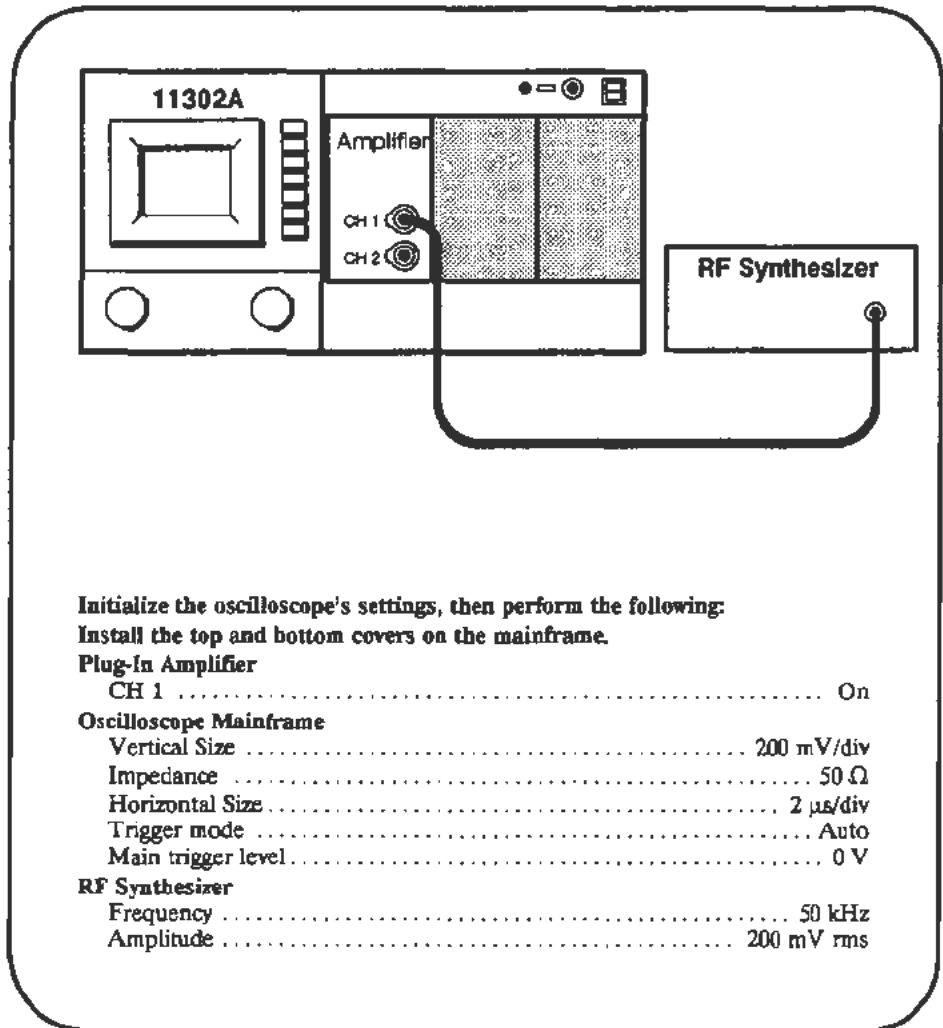 11302A
Amplifier
CH 1
CH 2
RF Synthesizer
Initialize the oscilloscope's settings, then perform the following:
Install the top and bottom covers on the mainframe.
Plug-In Amplifier
CH 1 ........................................................ On
Oscilloscope Mainframe
Vertical Size ........................................ 200 mV/div
Impedance ................................................ 50 Ω
Horizontal Size ........................................ 2 µs/div
Trigger mode ............................................. Auto
Main trigger level ........................................ 0 V
RF Synthesizer
Frequency ............................................. 50 kHz
Amplitude ........................................ 200 mV rms